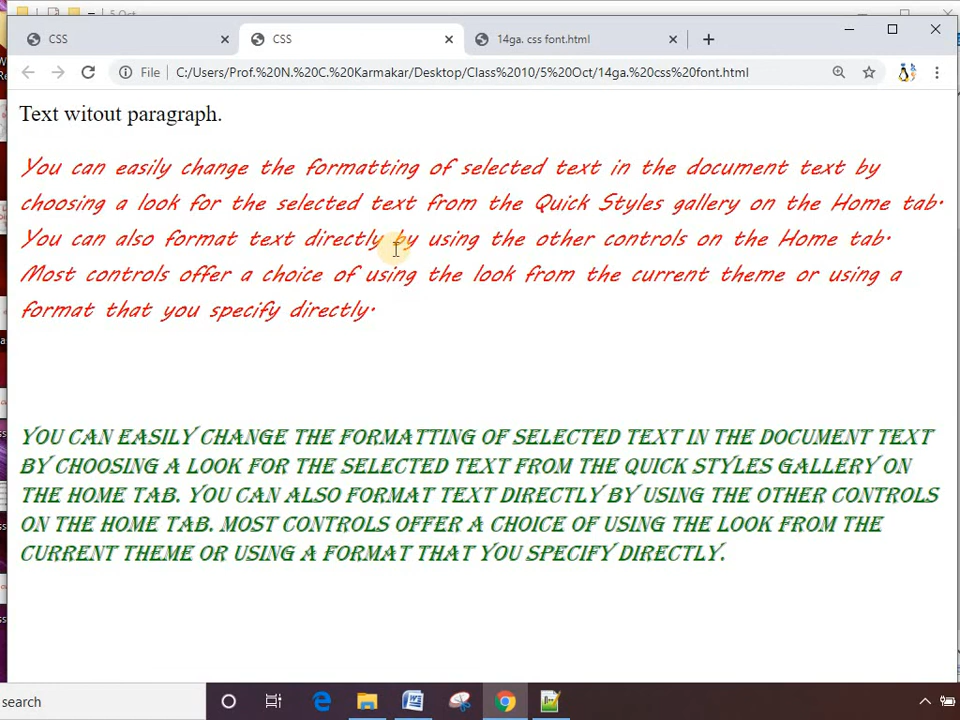 5 Oct
CSS
CSS
14ga. css font.html
File
C:/Users/Prof.%20N.%20C.%20Karmakar/Desktop/Class%2010/5%20Oct/14ga.%20css%20font.html
Text witout paragraph.
You can easily change the formatting of selected text in the document text by
choosing a look for the selected text from the Quick Styles gallery on the Home tab.
You can also format text directly by using the other controls on the Home tab.
Most controls offer a choice of using the look from the current theme or using a
format that you specify directly.
YOU CAN EASILY CHANGE THE FORMATTING OF SELECTED TEXT IN THE DOCUMENT TEXT
BY CHOOSING A LOOK FOR THE SELECTED TEXT FROM THE QUICK STYLES GALLERY ON
THE HOME TAB. YOU CAN ALSO FORMAT TEXT DIRECTLY BY USING THE OTHER CONTROLS
ON THE HOME TAB. MOST CONTROLS OFFER A CHOICE OF USING THE LOOK FROM THE
CURRENT THEME OR USING A FORMAT THAT YOU SPECIFY DIRECTLY.
search